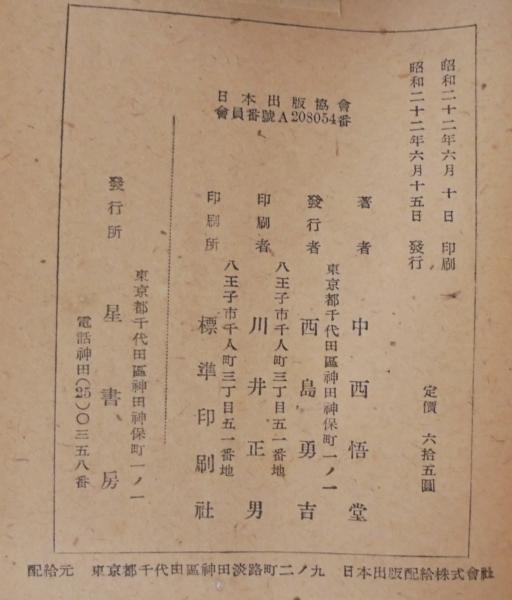 昭和二十二年六月十日 印刷
昭和二十二年六月十五日 發行
定價 六拾五圓
日本出版協會
會員番號A208054番
著者 中西悟堂
東京都千代田區神田神保町一ノ一
發行者 西島勇吉
八王子市千人町三丁目五一番地
印刷者 川井正男
八王子市千人町三丁目五一番地
印刷所 標準印刷社
東京都千代田區神田神保町一ノ一
發行所 星書房
電話神田(25)〇三五八番
配給元 東京都千代田區神田淡路町二ノ九 日本出版配給株式會社